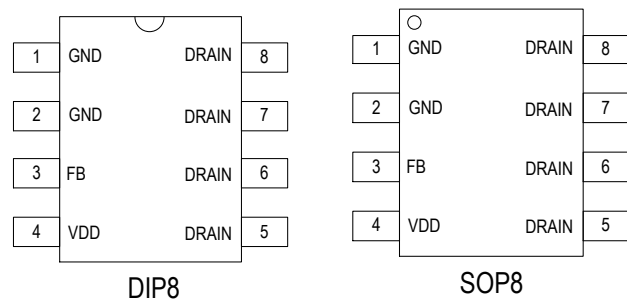 1 GND DRAIN 8
2 GND DRAIN 7
3 FB DRAIN 6
4 VDD DRAIN 5
DIP8
1 GND DRAIN 8
2 GND DRAIN 7
3 FB DRAIN 6
4 VDD DRAIN 5
SOP8